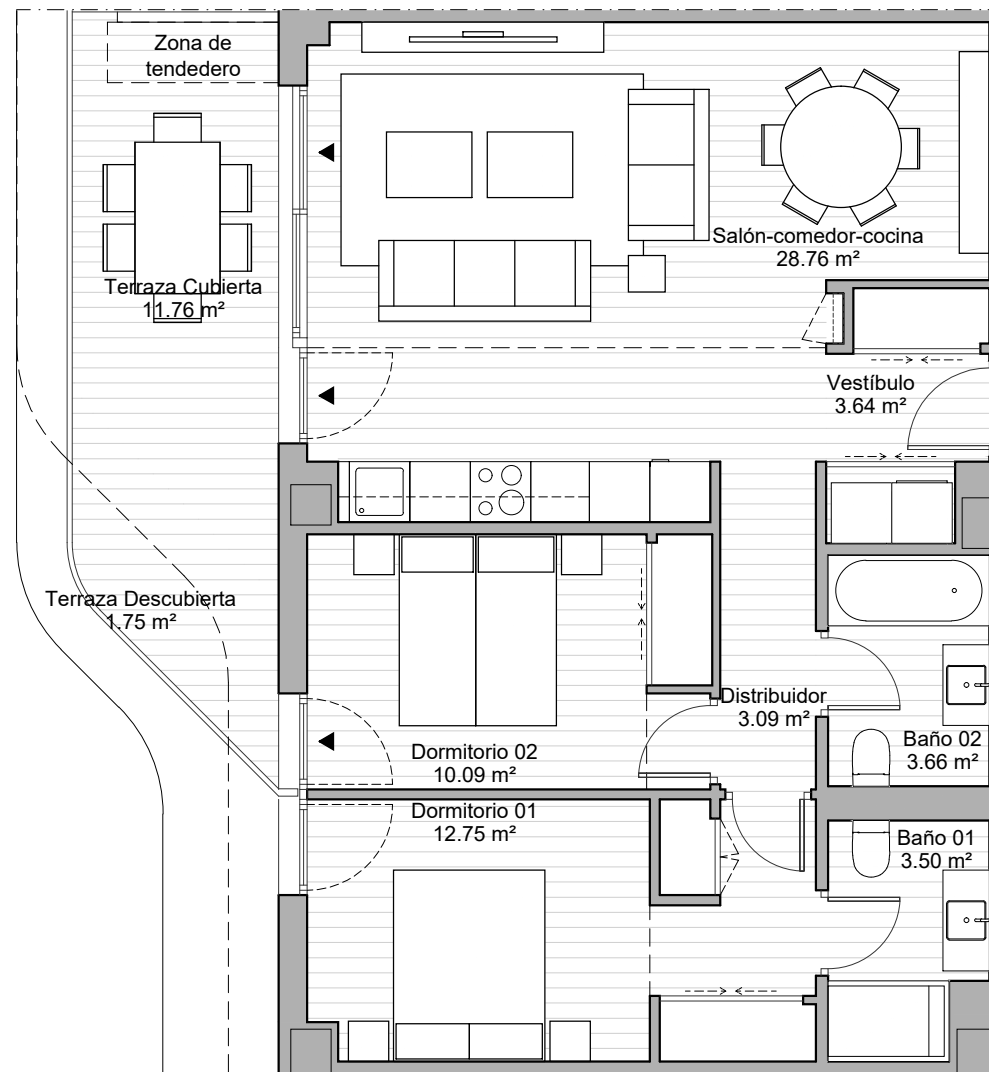 Zona de
tendedero
Salón-comedor-cocina
28.76 m²
Terraza Cubierta
11.76 m²
Vestíbulo
3.64 m²
Terraza Descubierta
1.75 m²
Distribuidor
3.09 m²
Dormitorio 02
10.09 m²
Baño 02
3.66 m²
Dormitorio 01
12.75 m²
Baño 01
3.50 m²